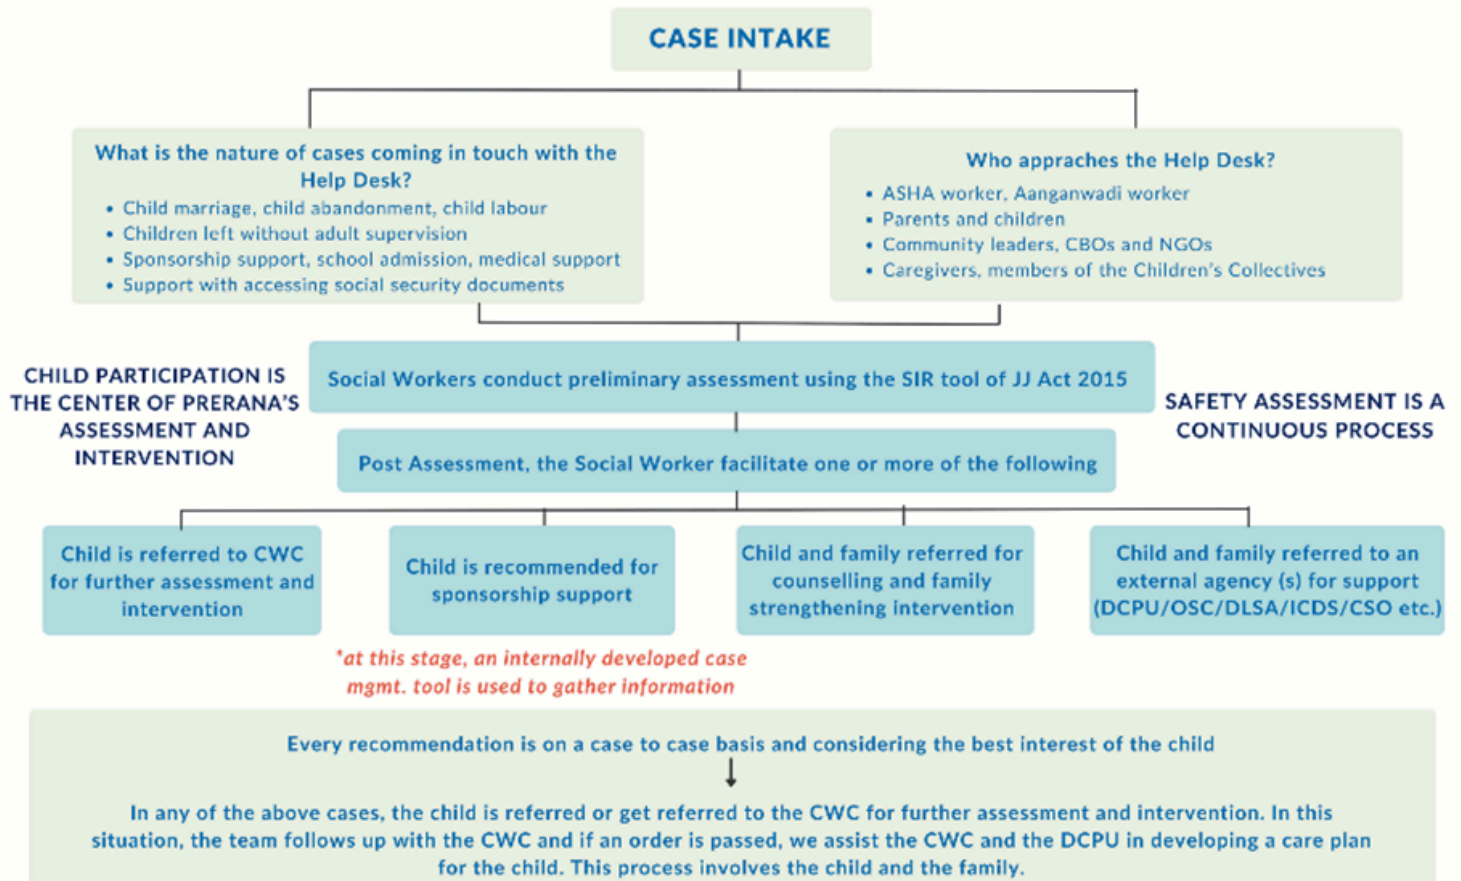 CASE INTAKE
What is the nature of cases coming in touch with the
Help Desk?
• Child marriage, child abandonment, child labour
• Children left without adult supervision
• Sponsorship support, school admission, medical support
• Support with accessing social security documents
Who appraches the Help Desk?
• ASHA worker, Aanganwadi worker
• Parents and children
• Community leaders, CBOs and NGOs
• Caregivers, members of the Children's Collectives
CHILD PARTICIPATION IS
THE CENTER OF PRERANA'S
ASSESSMENT AND
INTERVENTION
Social Workers conduct preliminary assessment using the SIR tool of JJ Act 2015
SAFETY ASSESSMENT IS A
CONTINUOUS PROCESS
Post Assessment, the Social Worker facilitate one or more of the following
Child is referred to CWC
for further assessment and
intervention
Child is recommended for
sponsorship support
Child and family referred for
counselling and family
strengthening intervention
Child and family referred to an
external agency (s) for support
(DCPU/OSC/DLSA/ICDS/CSO etc.)
*at this stage, an internally developed case
mgmt. tool is used to gather information
Every recommendation is on a case to case basis and considering the best interest of the child
In any of the above cases, the child is referred or get referred to the CWC for further assessment and intervention. In this
situation, the team follows up with the CWC and if an order is passed, we assist the CWC and the DCPU in developing a care plan
for the child. This process involves the child and the family.